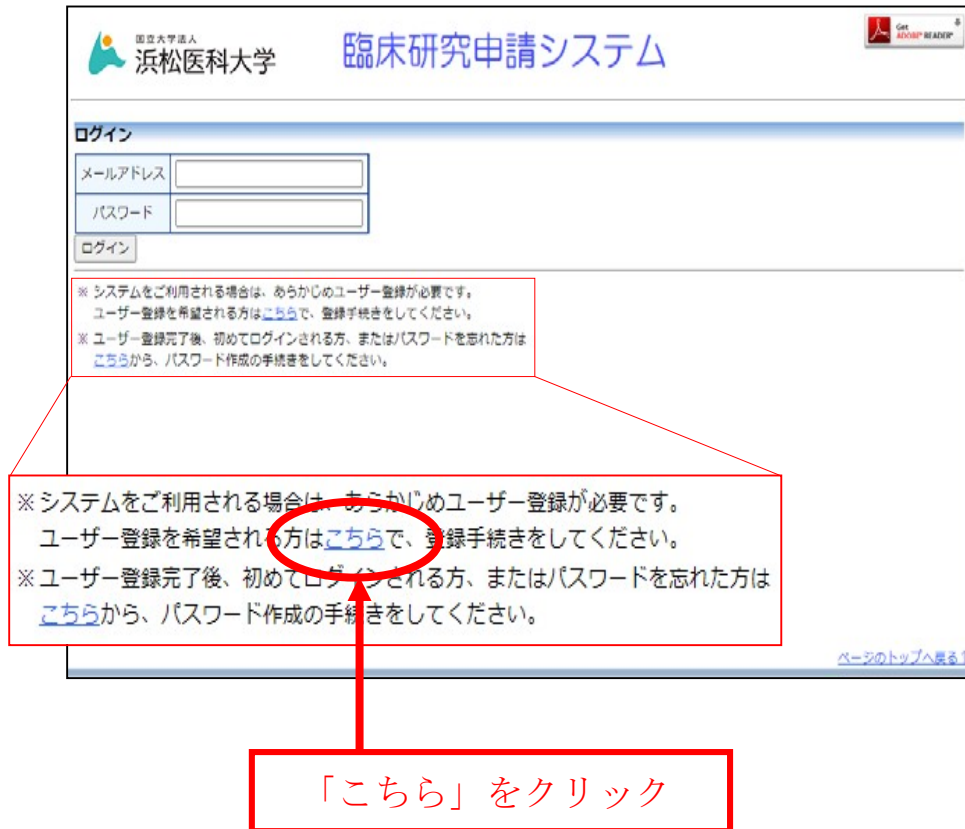 国立大学法人
浜松医科大学
臨床研究申請システム
Get
ADOBE® READER®
ログイン
メールアドレス
パスワード
ログイン
※ システムをご利用される場合は、あらかじめユーザー登録が必要です。
ユーザー登録を希望される方はこちらで、登録手続きをしてください。
※ ユーザー登録完了後、初めてログインされる方、またはパスワードを忘れた方は
こちらから、パスワード作成の手続きをしてください。
※ システムをご利用される場合は、あらかじめユーザー登録が必要です。
ユーザー登録を希望される方はこちらで、登録手続きをしてください。
※ ユーザー登録完了後、初めてログインされる方、またはパスワードを忘れた方は
こちらから、パスワード作成の手続きをしてください。
ページのトップへ戻る↑
「こちら」をクリック